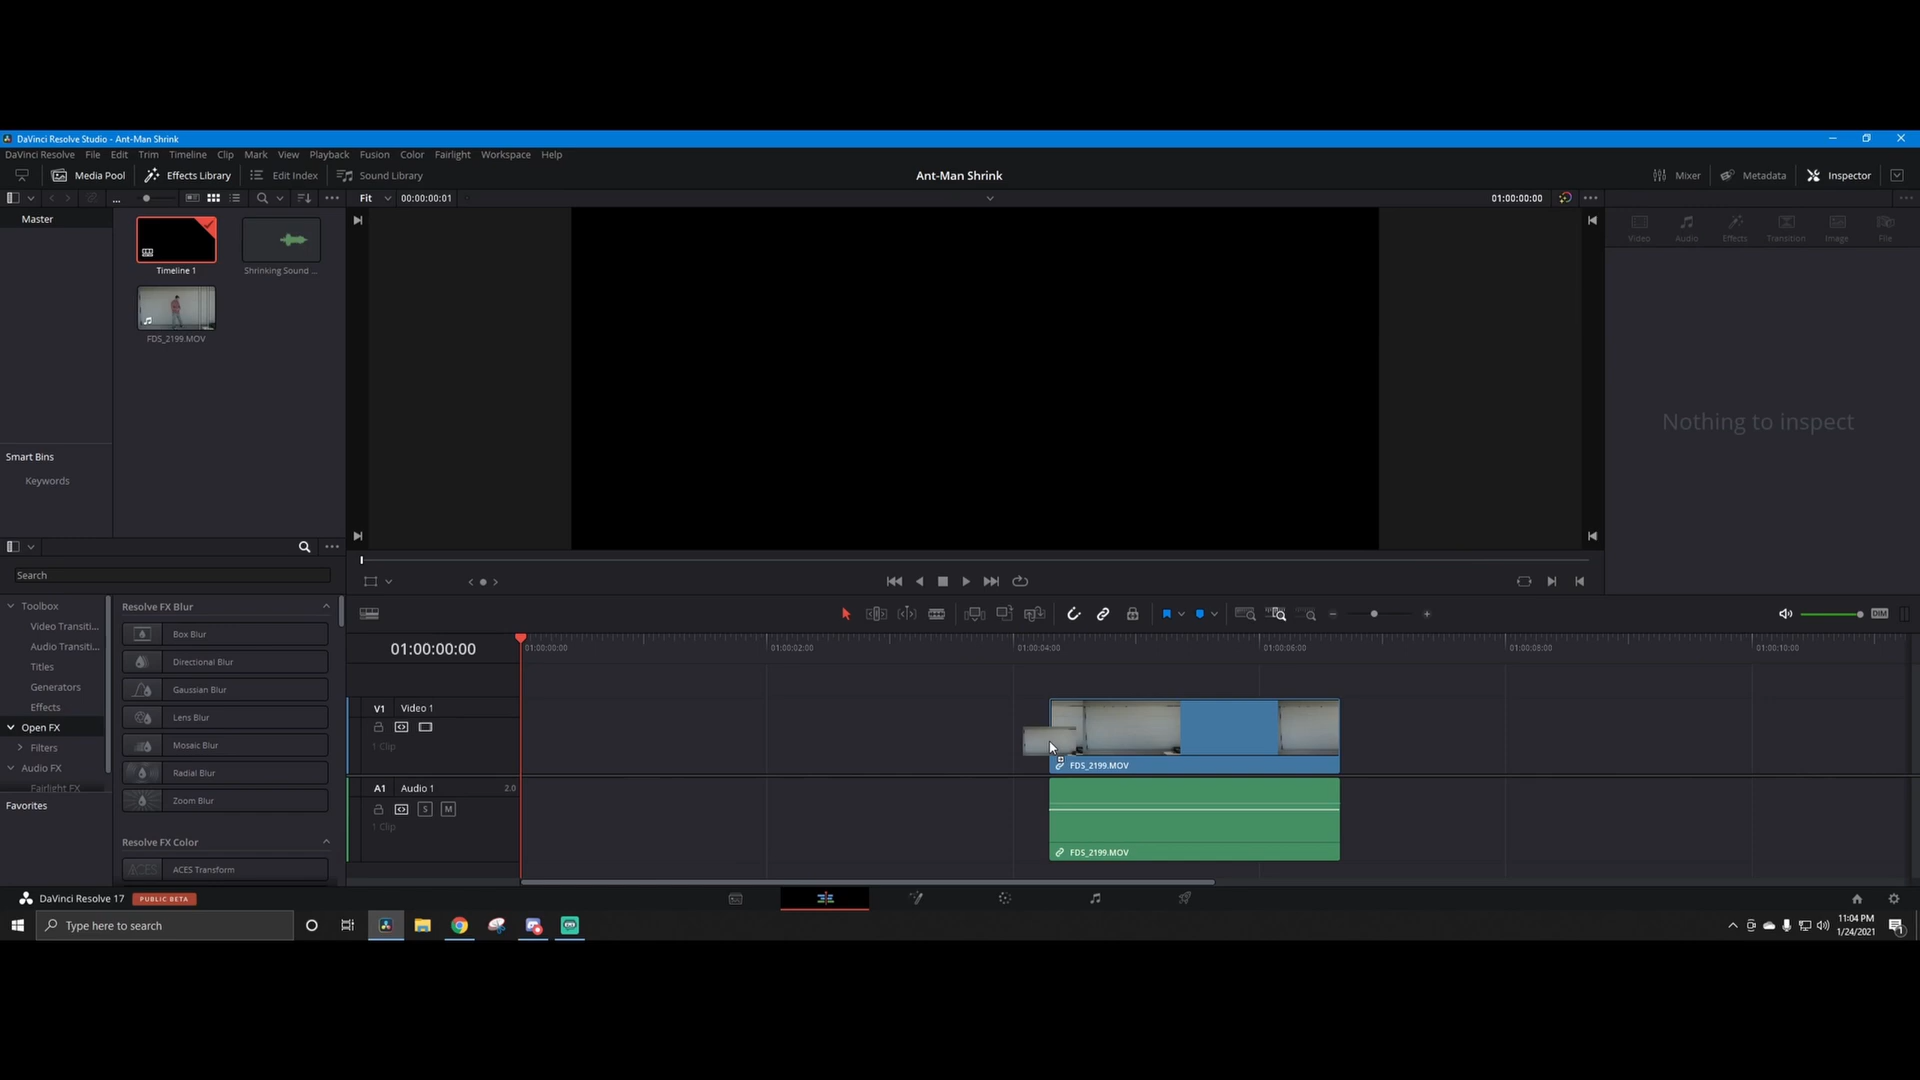 DaVinci Resolve Studio - Ant-Man Shrink
DaVinci Resolve File Edit Trim Timeline Clip Mark View Playback Fusion Color Fairlight Workspace Help
Media Pool Effects Library Edit Index Sound Library Ant-Man Shrink Mixer Metadata Inspector
... Fit 00:00:00:01 01:00:00:00
Master
Video Audio Effects Transition Image File
Timeline 1 Shrinking Sound ...
FDS_2199.MOV
Nothing to inspect
Smart Bins
Keywords
Search
Toolbox
Video Transiti...
Audio Transiti...
Titles
Generators
Effects
Open FX
Filters
Audio FX
Fairlight FX
Favorites
Resolve FX Blur
Box Blur
Directional Blur
Gaussian Blur
Lens Blur
Mosaic Blur
Radial Blur
Zoom Blur
Resolve FX Color
ACES ACES Transform
DIM
01:00:00:00 01:00:00:00 01:00:02:00 01:00:04:00 01:00:06:00 01:00:08:00 01:00:10:00
V1 Video 1
1 Clip
FDS_2199.MOV
A1 Audio 1 2.0
S M
1 Clip
FDS_2199.MOV
DaVinci Resolve 17 PUBLIC BETA
Type here to search
11:04 PM
1/24/2021
1